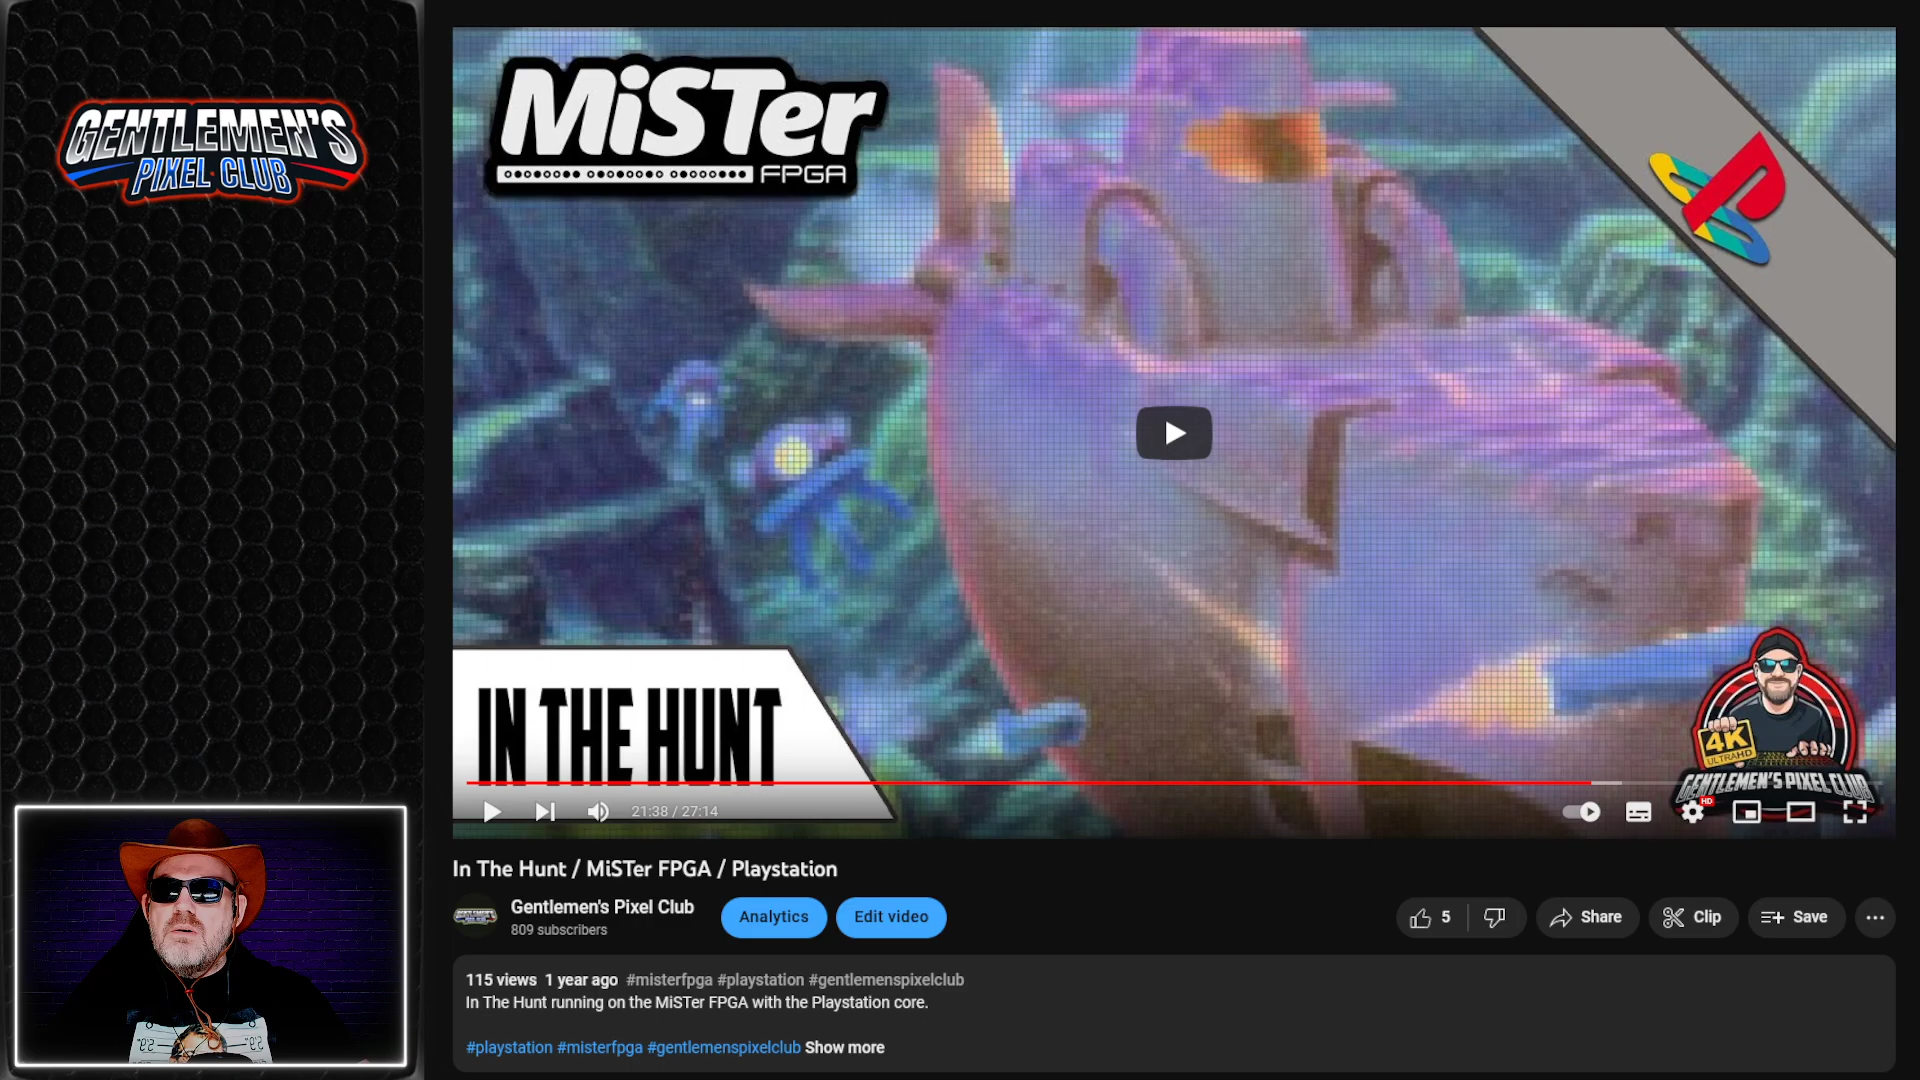 GENTLEMEN'S
PIXEL CLUB
MiSTer
FPGA
IN THE HUNT
4K
ULTRAHD
GENTLEMEN'S PIXEL CLUB
21:38 / 27:14
HD
In The Hunt / MiSTer FPGA / Playstation
Gentlemen's Pixel Club
809 subscribers
Analytics
Edit video
5
Share
Clip
Save
115 views 1 year ago #misterfpga #playstation #gentlemenspixelclub
In The Hunt running on the MiSTer FPGA with the Playstation core.
#playstation #misterfpga #gentlemenspixelclub Show more